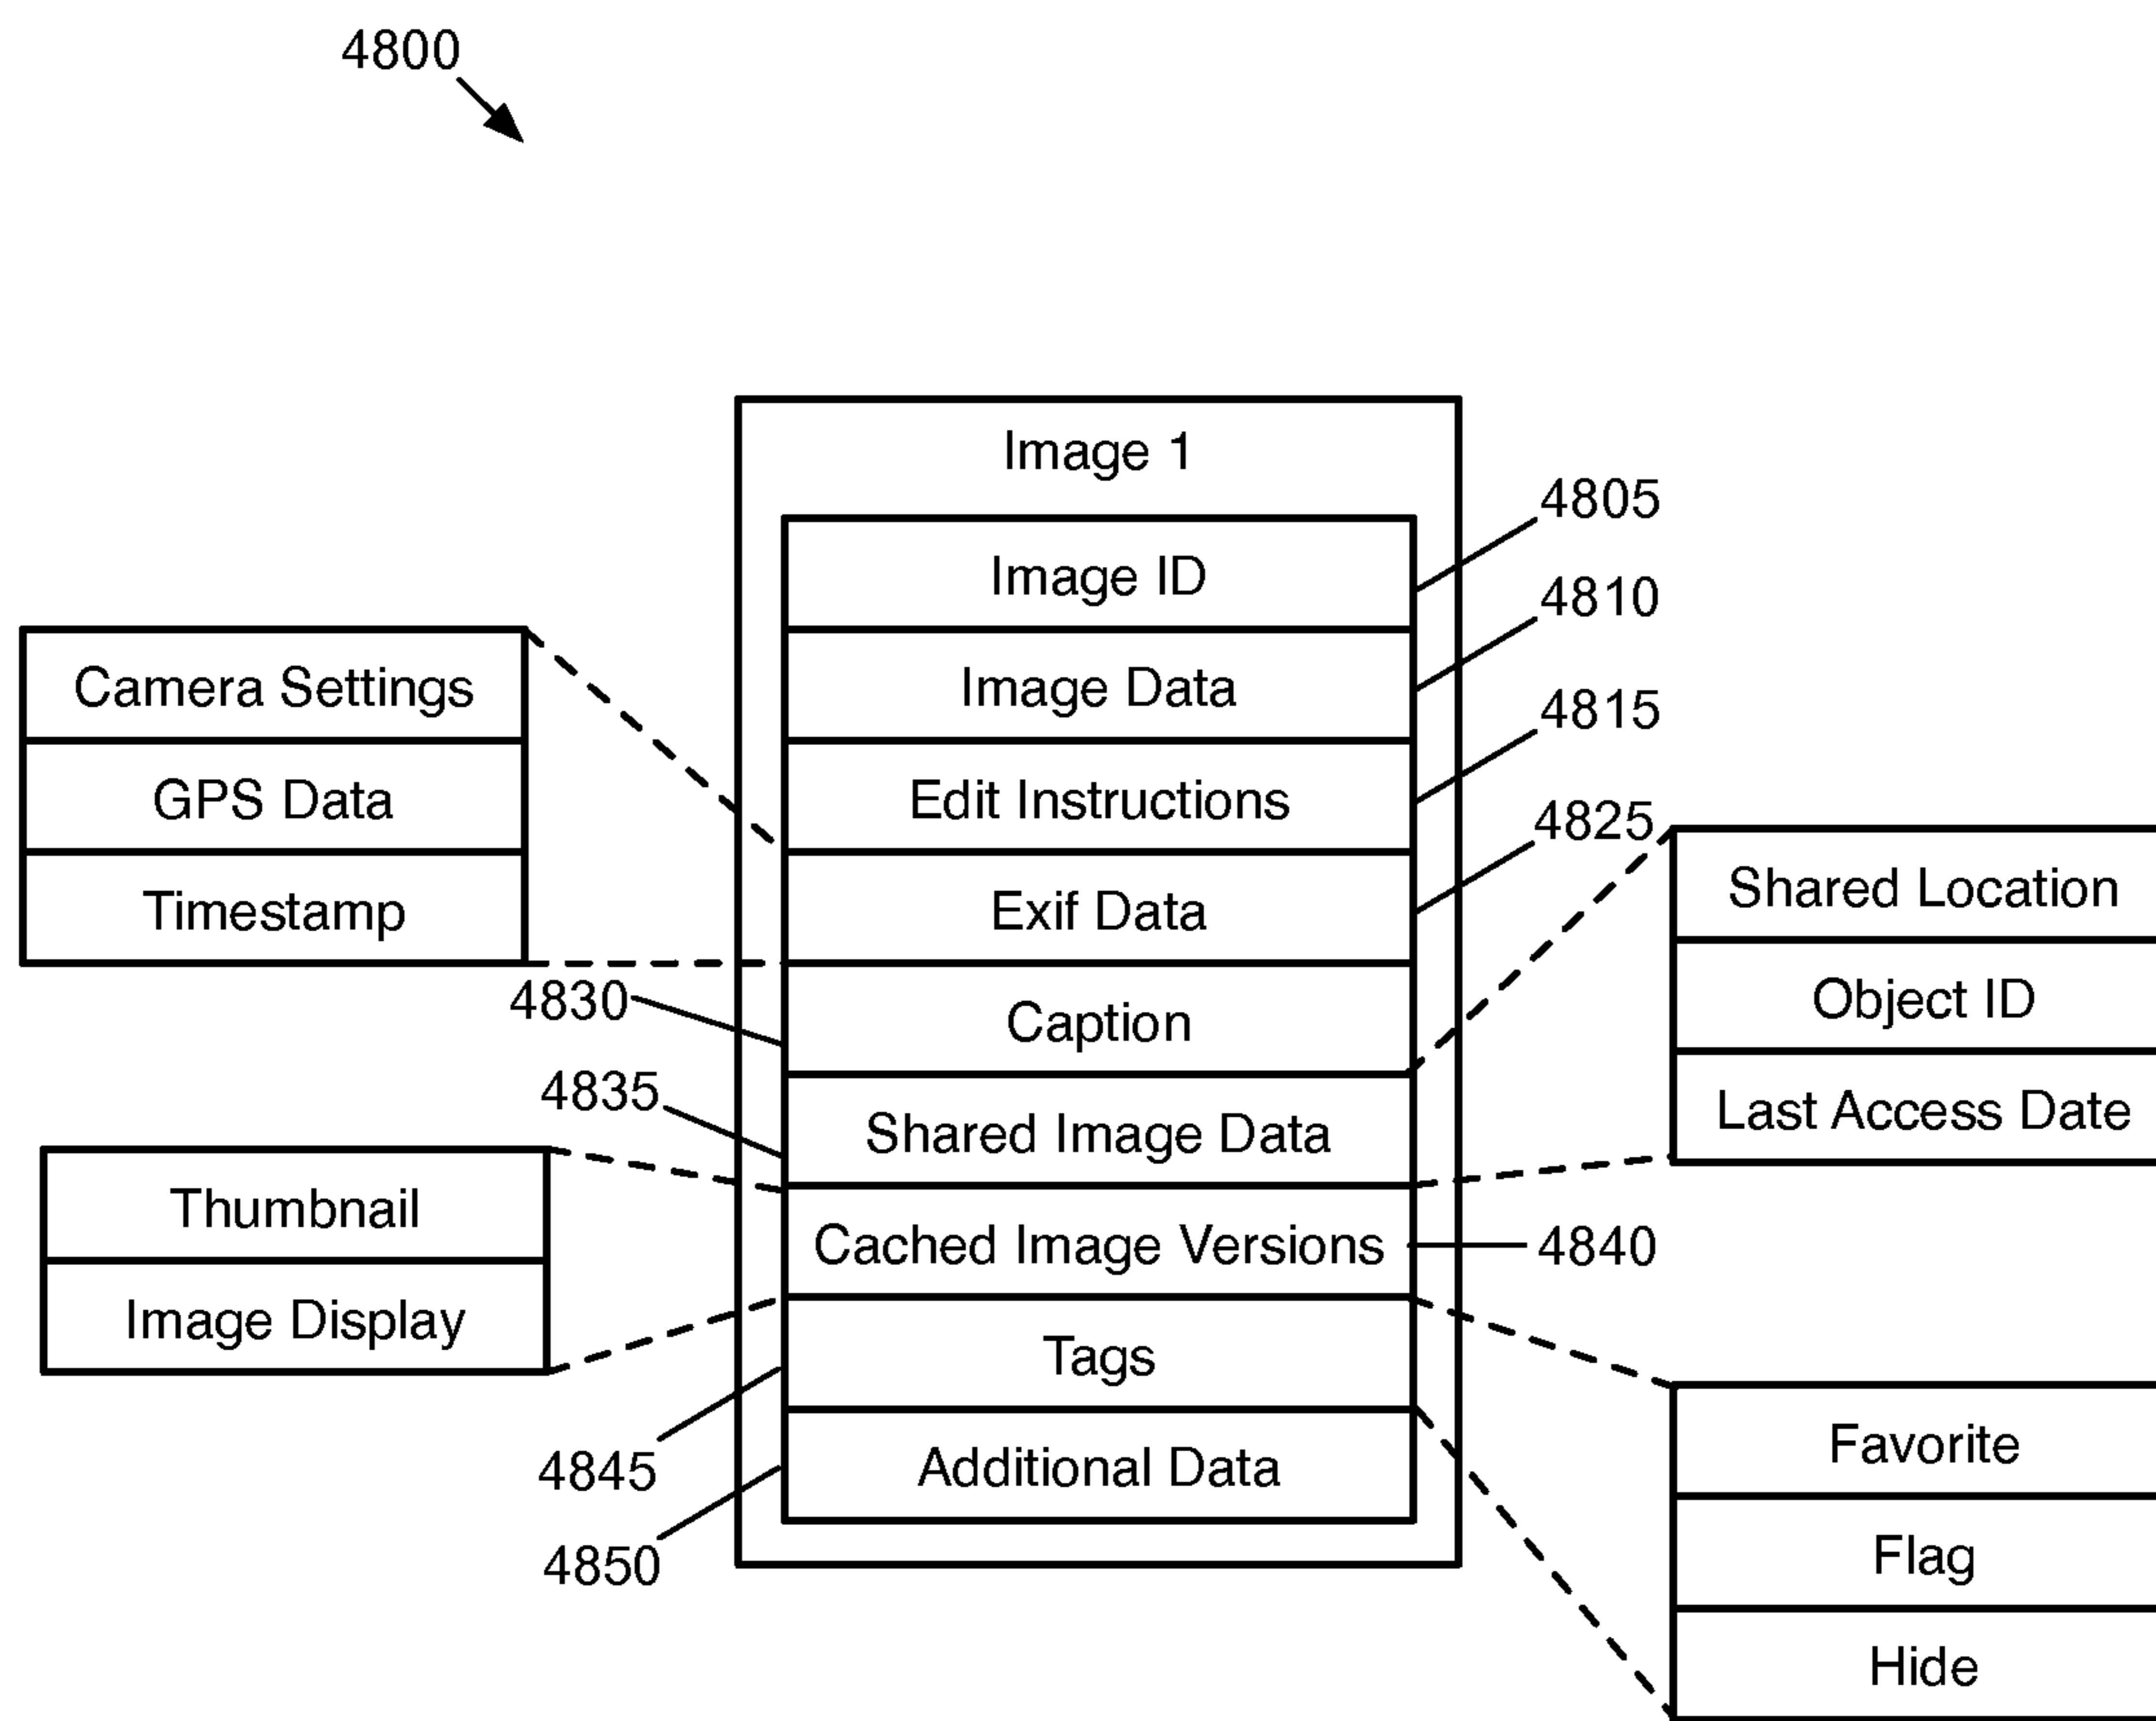 4800
Image 1
Image ID
Image Data
Edit Instructions
Exif Data
Caption
Shared Image Data
Cached Image Versions
Tags
Additional Data
4805
4810
4815
4825
4830
4835
4840
4845
4850
Camera Settings
GPS Data
Timestamp
Thumbnail
Image Display
Shared Location
Object ID
Last Access Date
Favorite
Flag
Hide